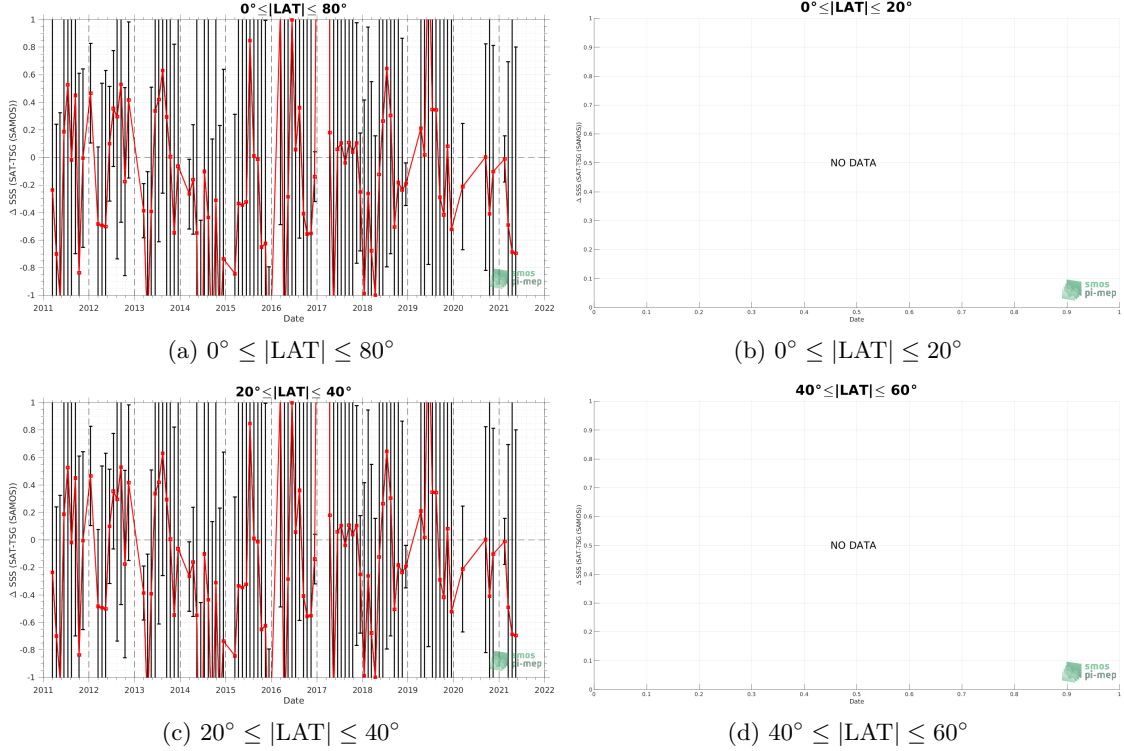 0°≤|LAT|≤ 80°
1
0.8
0.6
0.4
0.2
0
-0.2
-0.4
-0.6
-0.8
-1
Δ SSS (SAT-TSG (SAMOS))
2011 2012 2013 2014 2015 2016 2017 2018 2019 2020 2021 2022
Date
smos
pi-mep
(a) 0° ≤ |LAT| ≤ 80°
0°≤|LAT|≤ 20°
1
0.9
0.8
0.7
0.6
0.5
0.4
0.3
0.2
0.1
0
Δ SSS (SAT-TSG (SAMOS))
NO DATA
0 0.1 0.2 0.3 0.4 0.5 0.6 0.7 0.8 0.9 1
Date
smos
pi-mep
(b) 0° ≤ |LAT| ≤ 20°
20°≤|LAT|≤ 40°
1
0.8
0.6
0.4
0.2
0
-0.2
-0.4
-0.6
-0.8
-1
Δ SSS (SAT-TSG (SAMOS))
2011 2012 2013 2014 2015 2016 2017 2018 2019 2020 2021 2022
Date
smos
pi-mep
(c) 20° ≤ |LAT| ≤ 40°
40°≤|LAT|≤ 60°
1
0.9
0.8
0.7
0.6
0.5
0.4
0.3
0.2
0.1
0
Δ SSS (SAT-TSG (SAMOS))
NO DATA
0 0.1 0.2 0.3 0.4 0.5 0.6 0.7 0.8 0.9 1
Date
smos
pi-mep
(d) 40° ≤ |LAT| ≤ 60°